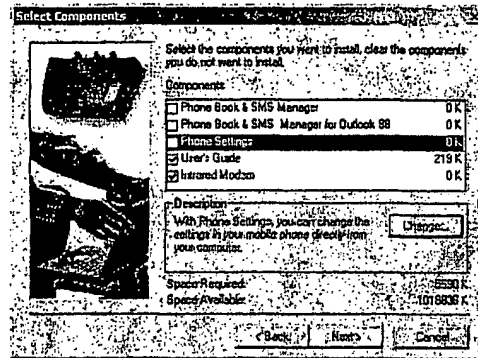 Select Components
Select the components you want to install, clear the components
you do not want to install.
Components
Phone Book & SMS Manager 0 K
Phone Book & SMS Manager for Outlook 98 0 K
Phone Settings 0 K
User's Guide 219 K
Infrared Modem 0 K
Description
With Phone Settings, you can change the
settings in your mobile phone directly from
your computer.
Change...
Space Required: 6590 K
Space Available: 1018836 K
< Back Next > Cancel